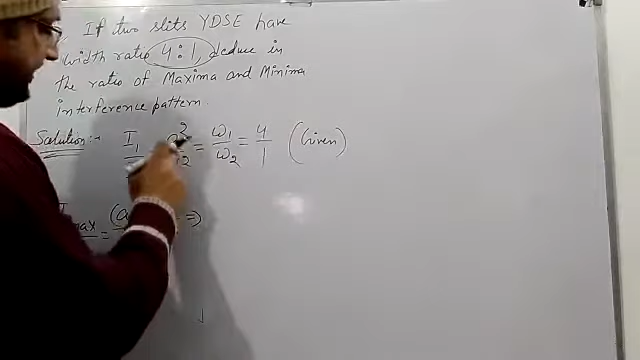 If two slits YDSE have
width ratio 4:1, deduce in
the ratio of Maxima and Minima
interference pattern.
Solution:- I₁ ² = ω₁/ω₂ = 4/1 (Given)
max = (a ⇒